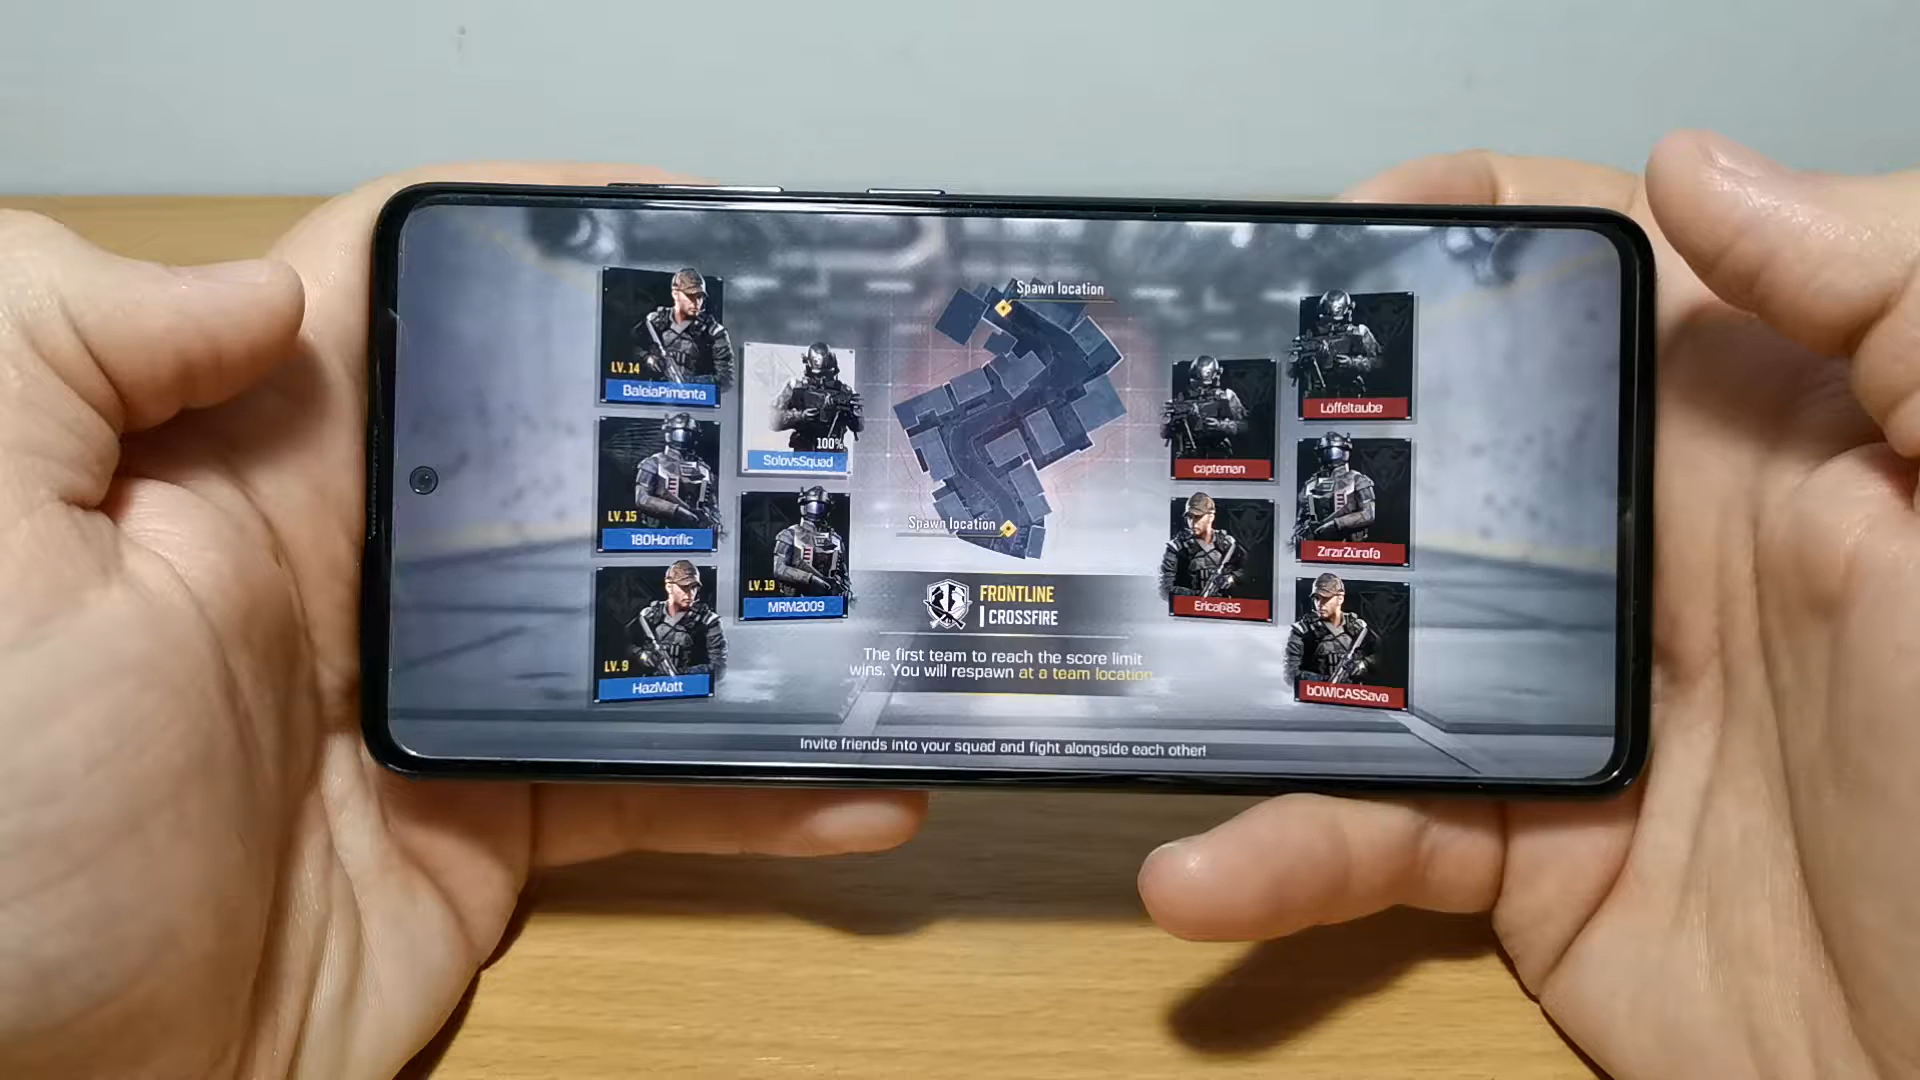 LV. 14
BaleiaPimenta
LV. 15
180Horrific
LV. 9
HazMatt
100%
SolovsSquad
LV. 19
MRM2009
Spawn location
Spawn location
FRONTLINE
CROSSFIRE
The first team to reach the score limit
wins. You will respawn at a team location.
capteman
Erica@85
Löffeltaube
ZırzırZürafa
bOWICASSava
Invite friends into your squad and fight alongside each other!